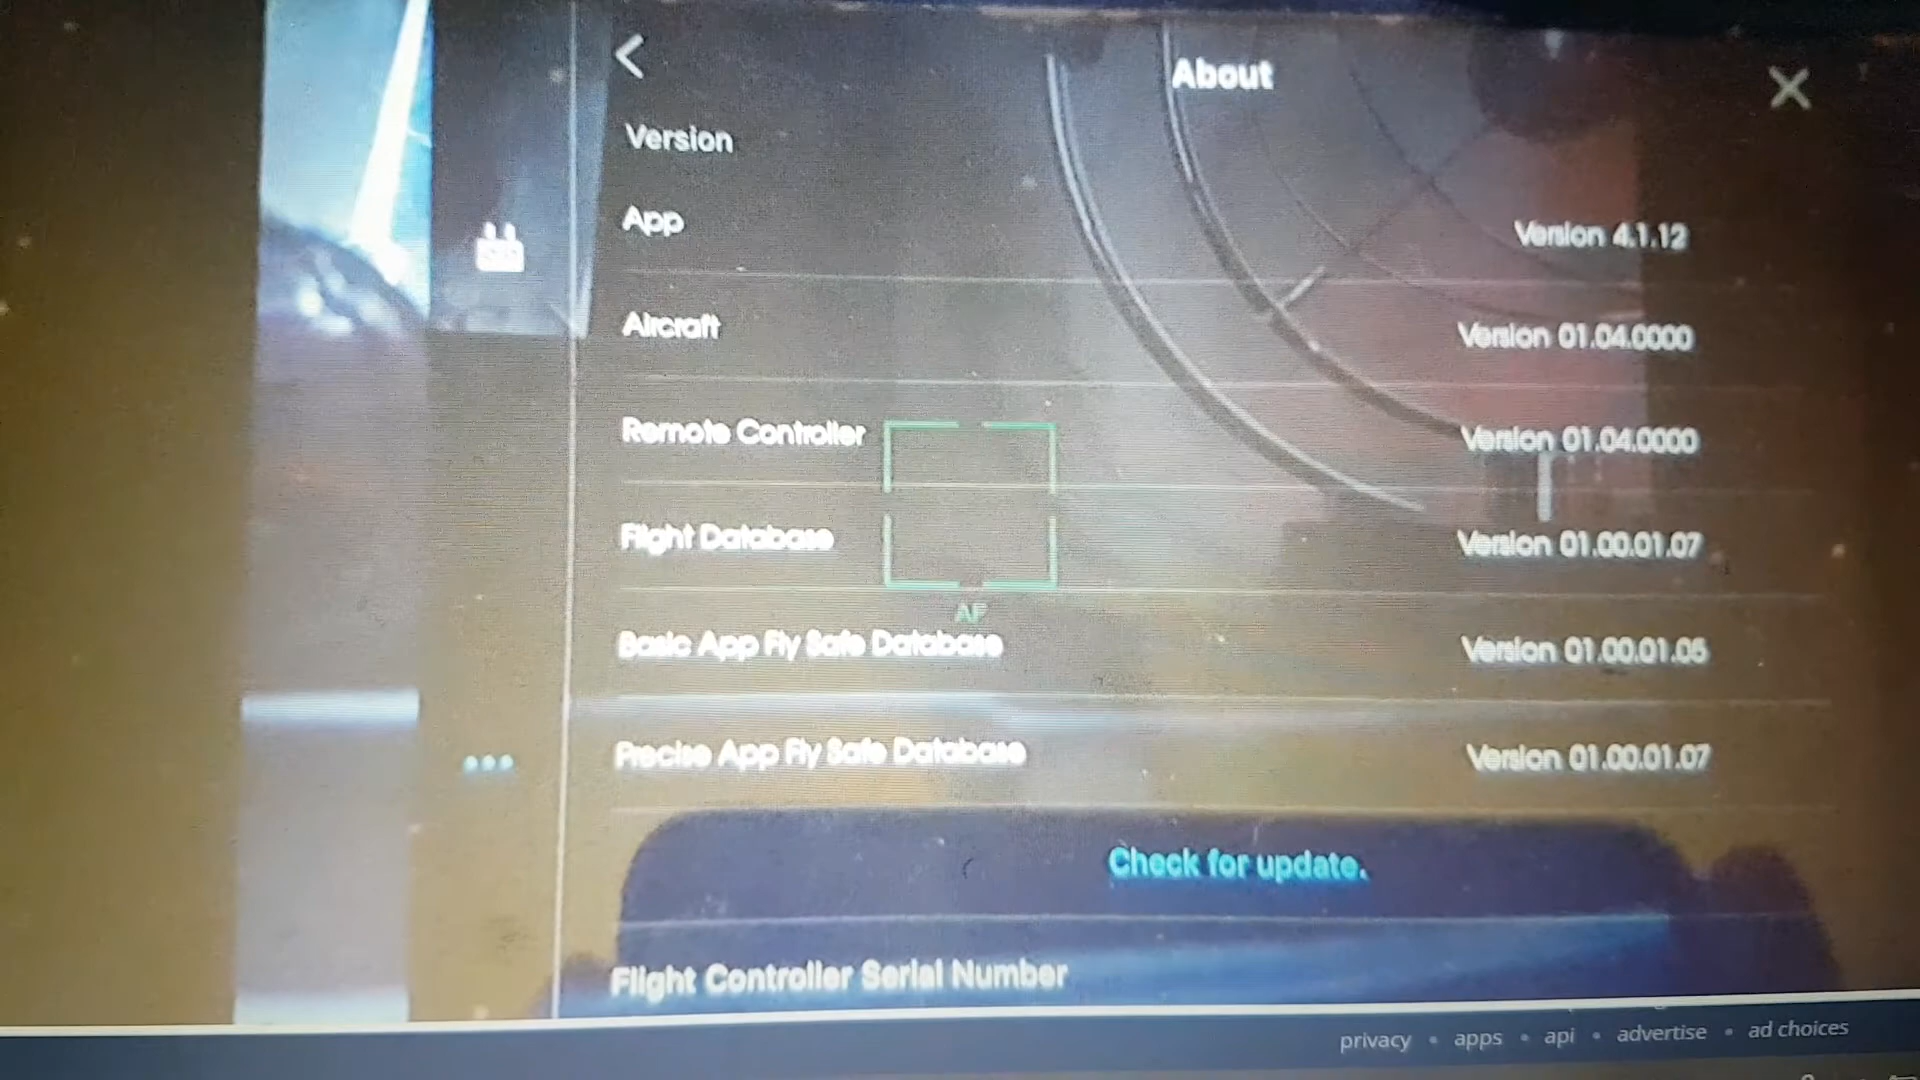 About
Version
App Version 4.1.12
Aircraft Version 01.04.0000
Remote Controller Version 01.04.0000
Flight Database Version 01.00.01.07
AF
Basic App Fly Safe Database Version 01.00.01.05
Precise App Fly Safe Database Version 01.00.01.07
Check for update.
Flight Controller Serial Number
privacy • apps • api • advertise • ad choices